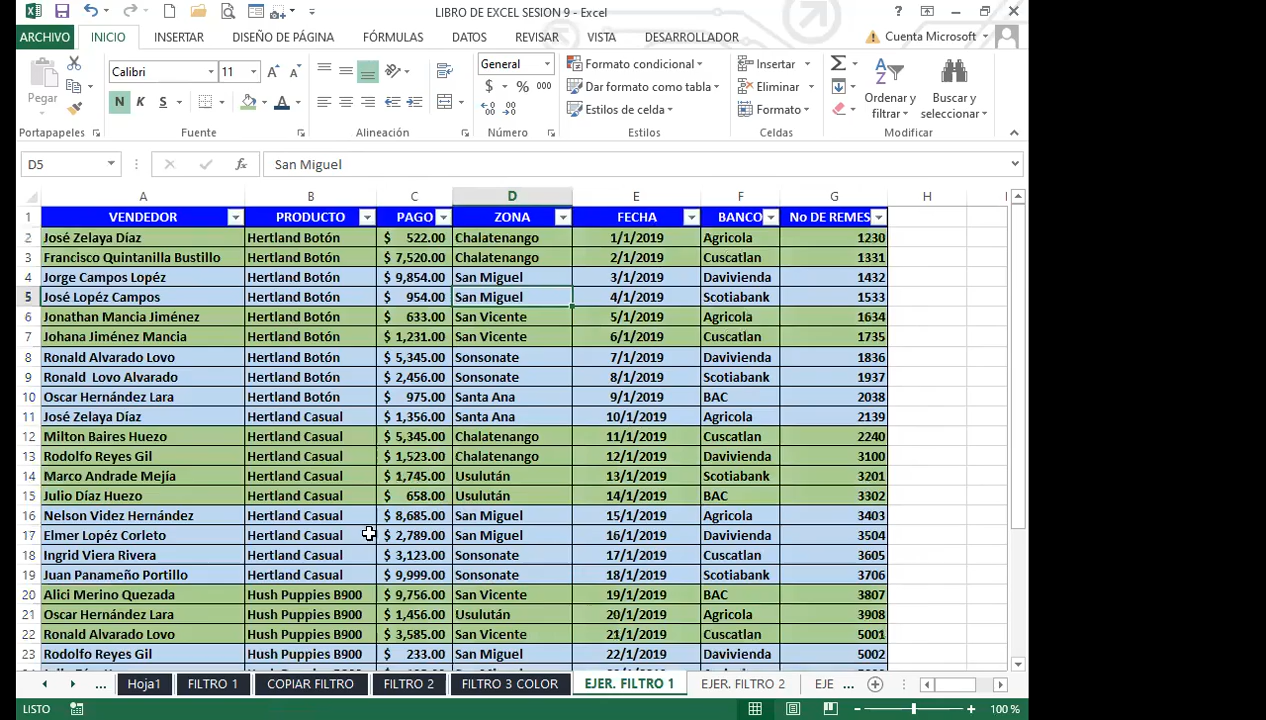 LIBRO DE EXCEL SESION 9 - Excel
?
ARCHIVO INICIO INSERTAR DISEÑO DE PÁGINA FÓRMULAS DATOS REVISAR VISTA DESARROLLADOR Cuenta Microsoft
Pegar
Calibri 11
N K S A
General
$ % 000
Formato condicional
Dar formato como tabla
Estilos de celda
Insertar
Eliminar
Formato
Ordenar y filtrar
Buscar y seleccionar
Portapapeles Fuente Alineación Número Estilos Celdas Modificar
D5 fx San Miguel
A B C D E F G H I
1 VENDEDOR PRODUCTO PAGO ZONA FECHA BANCO No DE REMES
2 José Zelaya Díaz Hertland Botón $ 522.00 Chalatenango 1/1/2019 Agricola 1230
3 Francisco Quintanilla Bustillo Hertland Botón $ 7,520.00 Chalatenango 2/1/2019 Cuscatlan 1331
4 Jorge Campos Lopéz Hertland Botón $ 9,854.00 San Miguel 3/1/2019 Davivienda 1432
5 José Lopéz Campos Hertland Botón $ 954.00 San Miguel 4/1/2019 Scotiabank 1533
6 Jonathan Mancia Jiménez Hertland Botón $ 633.00 San Vicente 5/1/2019 Agricola 1634
7 Johana Jiménez Mancia Hertland Botón $ 1,231.00 San Vicente 6/1/2019 Cuscatlan 1735
8 Ronald Alvarado Lovo Hertland Botón $ 5,345.00 Sonsonate 7/1/2019 Davivienda 1836
9 Ronald Lovo Alvarado Hertland Botón $ 2,456.00 Sonsonate 8/1/2019 Scotiabank 1937
10 Oscar Hernández Lara Hertland Botón $ 975.00 Santa Ana 9/1/2019 BAC 2038
11 José Zelaya Díaz Hertland Casual $ 1,356.00 Santa Ana 10/1/2019 Agricola 2139
12 Milton Baires Huezo Hertland Casual $ 5,345.00 Chalatenango 11/1/2019 Cuscatlan 2240
13 Rodolfo Reyes Gil Hertland Casual $ 1,523.00 Chalatenango 12/1/2019 Davivienda 3100
14 Marco Andrade Mejía Hertland Casual $ 1,745.00 Usulután 13/1/2019 Scotiabank 3201
15 Julio Díaz Huezo Hertland Casual $ 658.00 Usulután 14/1/2019 BAC 3302
16 Nelson Videz Hernández Hertland Casual $ 8,685.00 San Miguel 15/1/2019 Agricola 3403
17 Elmer Lopéz Corleto Hertland Casual $ 2,789.00 San Miguel 16/1/2019 Davivienda 3504
18 Ingrid Viera Rivera Hertland Casual $ 3,123.00 Sonsonate 17/1/2019 Cuscatlan 3605
19 Juan Panameño Portillo Hertland Casual $ 9,999.00 Sonsonate 18/1/2019 Scotiabank 3706
20 Alici Merino Quezada Hush Puppies B900 $ 9,756.00 San Vicente 19/1/2019 BAC 3807
21 Oscar Hernández Lara Hush Puppies B900 $ 1,456.00 Usulután 20/1/2019 Agricola 3908
22 Ronald Alvarado Lovo Hush Puppies B900 $ 3,585.00 San Vicente 21/1/2019 Cuscatlan 5001
23 Rodolfo Reyes Gil Hush Puppies B900 $ 233.00 San Miguel 22/1/2019 Davivienda 5002
... Hoja1 FILTRO 1 COPIAR FILTRO FILTRO 2 FILTRO 3 COLOR EJER. FILTRO 1 EJER. FILTRO 2 EJE ...
LISTO 100 %